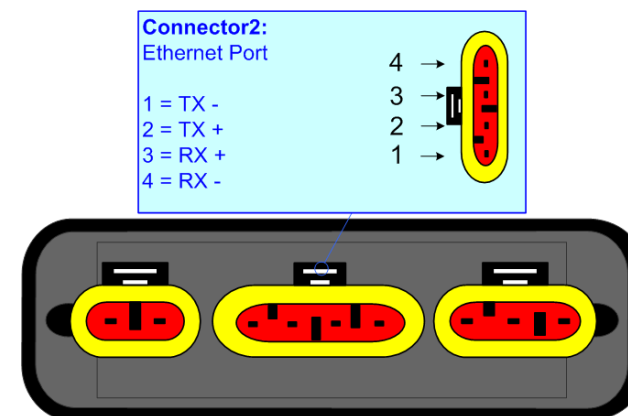 Connector2:
Ethernet Port
1 = TX -
2 = TX +
3 = RX +
4 = RX -
4
3
2
1